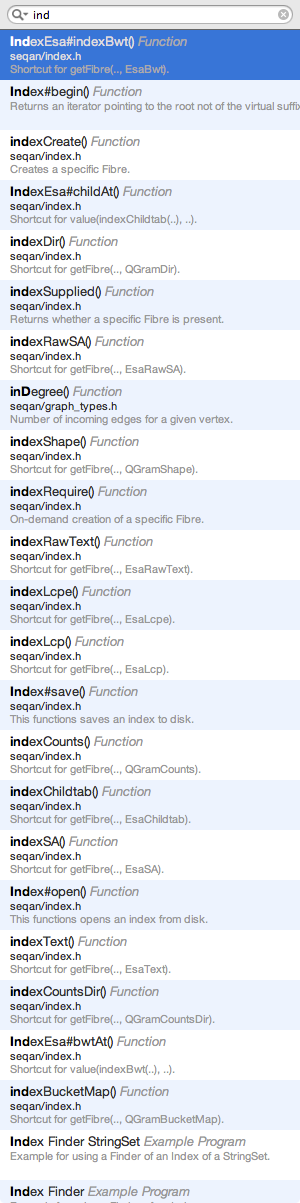 ind
IndexEsa#indexBwt() Function
seqan/index.h
Shortcut for getFibre(.., EsaBwt).
Index#begin() Function
Returns an iterator pointing to the root not of the virtual suffix
indexCreate() Function
seqan/index.h
Creates a specific Fibre.
IndexEsa#childAt() Function
seqan/index.h
Shortcut for value(indexChildtab(..), ..).
indexDir() Function
seqan/index.h
Shortcut for getFibre(.., QGramDir).
indexSupplied() Function
seqan/index.h
Returns whether a specific Fibre is present.
indexRawSA() Function
seqan/index.h
Shortcut for getFibre(.., EsaRawSA).
inDegree() Function
seqan/graph_types.h
Number of incoming edges for a given vertex.
indexShape() Function
seqan/index.h
Shortcut for getFibre(.., QGramShape).
indexRequire() Function
seqan/index.h
On-demand creation of a specific Fibre.
indexRawText() Function
seqan/index.h
Shortcut for getFibre(.., EsaRawText).
indexLcpe() Function
seqan/index.h
Shortcut for getFibre(.., EsaLcpe).
indexLcp() Function
seqan/index.h
Shortcut for getFibre(.., EsaLcp).
Index#save() Function
seqan/index.h
This functions saves an index to disk.
indexCounts() Function
seqan/index.h
Shortcut for getFibre(.., QGramCounts).
indexChildtab() Function
seqan/index.h
Shortcut for getFibre(.., EsaChildtab).
indexSA() Function
seqan/index.h
Shortcut for getFibre(.., EsaSA).
Index#open() Function
seqan/index.h
This functions opens an index from disk.
indexText() Function
seqan/index.h
Shortcut for getFibre(.., EsaText).
indexCountsDir() Function
seqan/index.h
Shortcut for getFibre(.., QGramCountsDir).
IndexEsa#bwtAt() Function
seqan/index.h
Shortcut for value(indexBwt(..), ..).
indexBucketMap() Function
seqan/index.h
Shortcut for getFibre(.., QGramBucketMap).
Index Finder StringSet Example Program
Example for using a Finder of an Index of a StringSet.
Index Finder Example Program